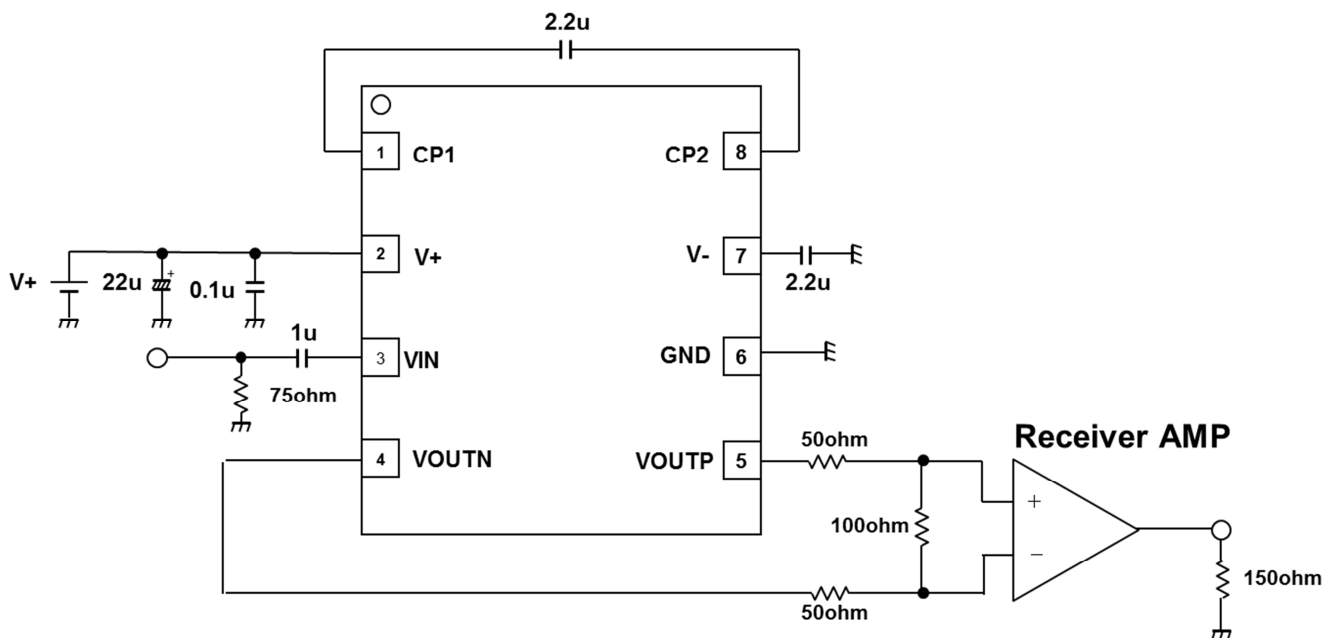 2.2u
1 CP1
CP2 8
2 V+
V- 7
2.2u
V+
22u
+
0.1u
1u
3 VIN
75ohm
GND 6
4 VOUTN
VOUTP 5
50ohm
Receiver AMP
100ohm
+
−
50ohm
150ohm